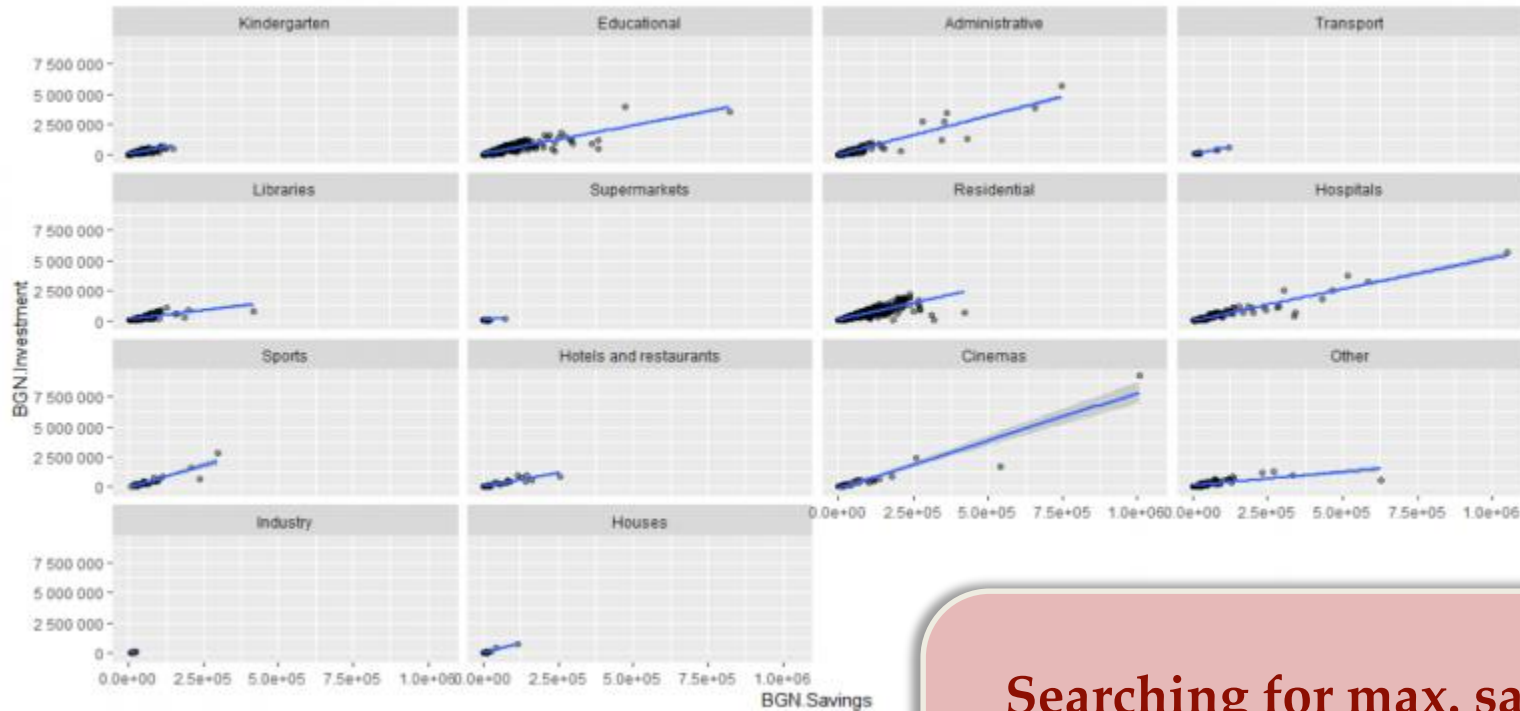 Kindergarten Educational Administrative Transport
7 500 000
5 000 000
2 500 000
0
Libraries Supermarkets Residential Hospitals
7 500 000
5 000 000
2 500 000
0
BGN.Investment
Sports Hotels and restaurants Cinemas Other
7 500 000
5 000 000
2 500 000
0
0.0e+00 2.5e+05 5.0e+05 7.5e+05 1.0e+06 0.0e+00 2.5e+05 5.0e+05 7.5e+05 1.0e+06
Industry Houses
7 500 000
5 000 000
2 500 000
0
0.0e+00 2.5e+05 5.0e+05 7.5e+05 1.0e+06 0.0e+00 2.5e+05 5.0e+05 7.5e+05 1.0e+06
BGN.Savings
Searching for max. sa